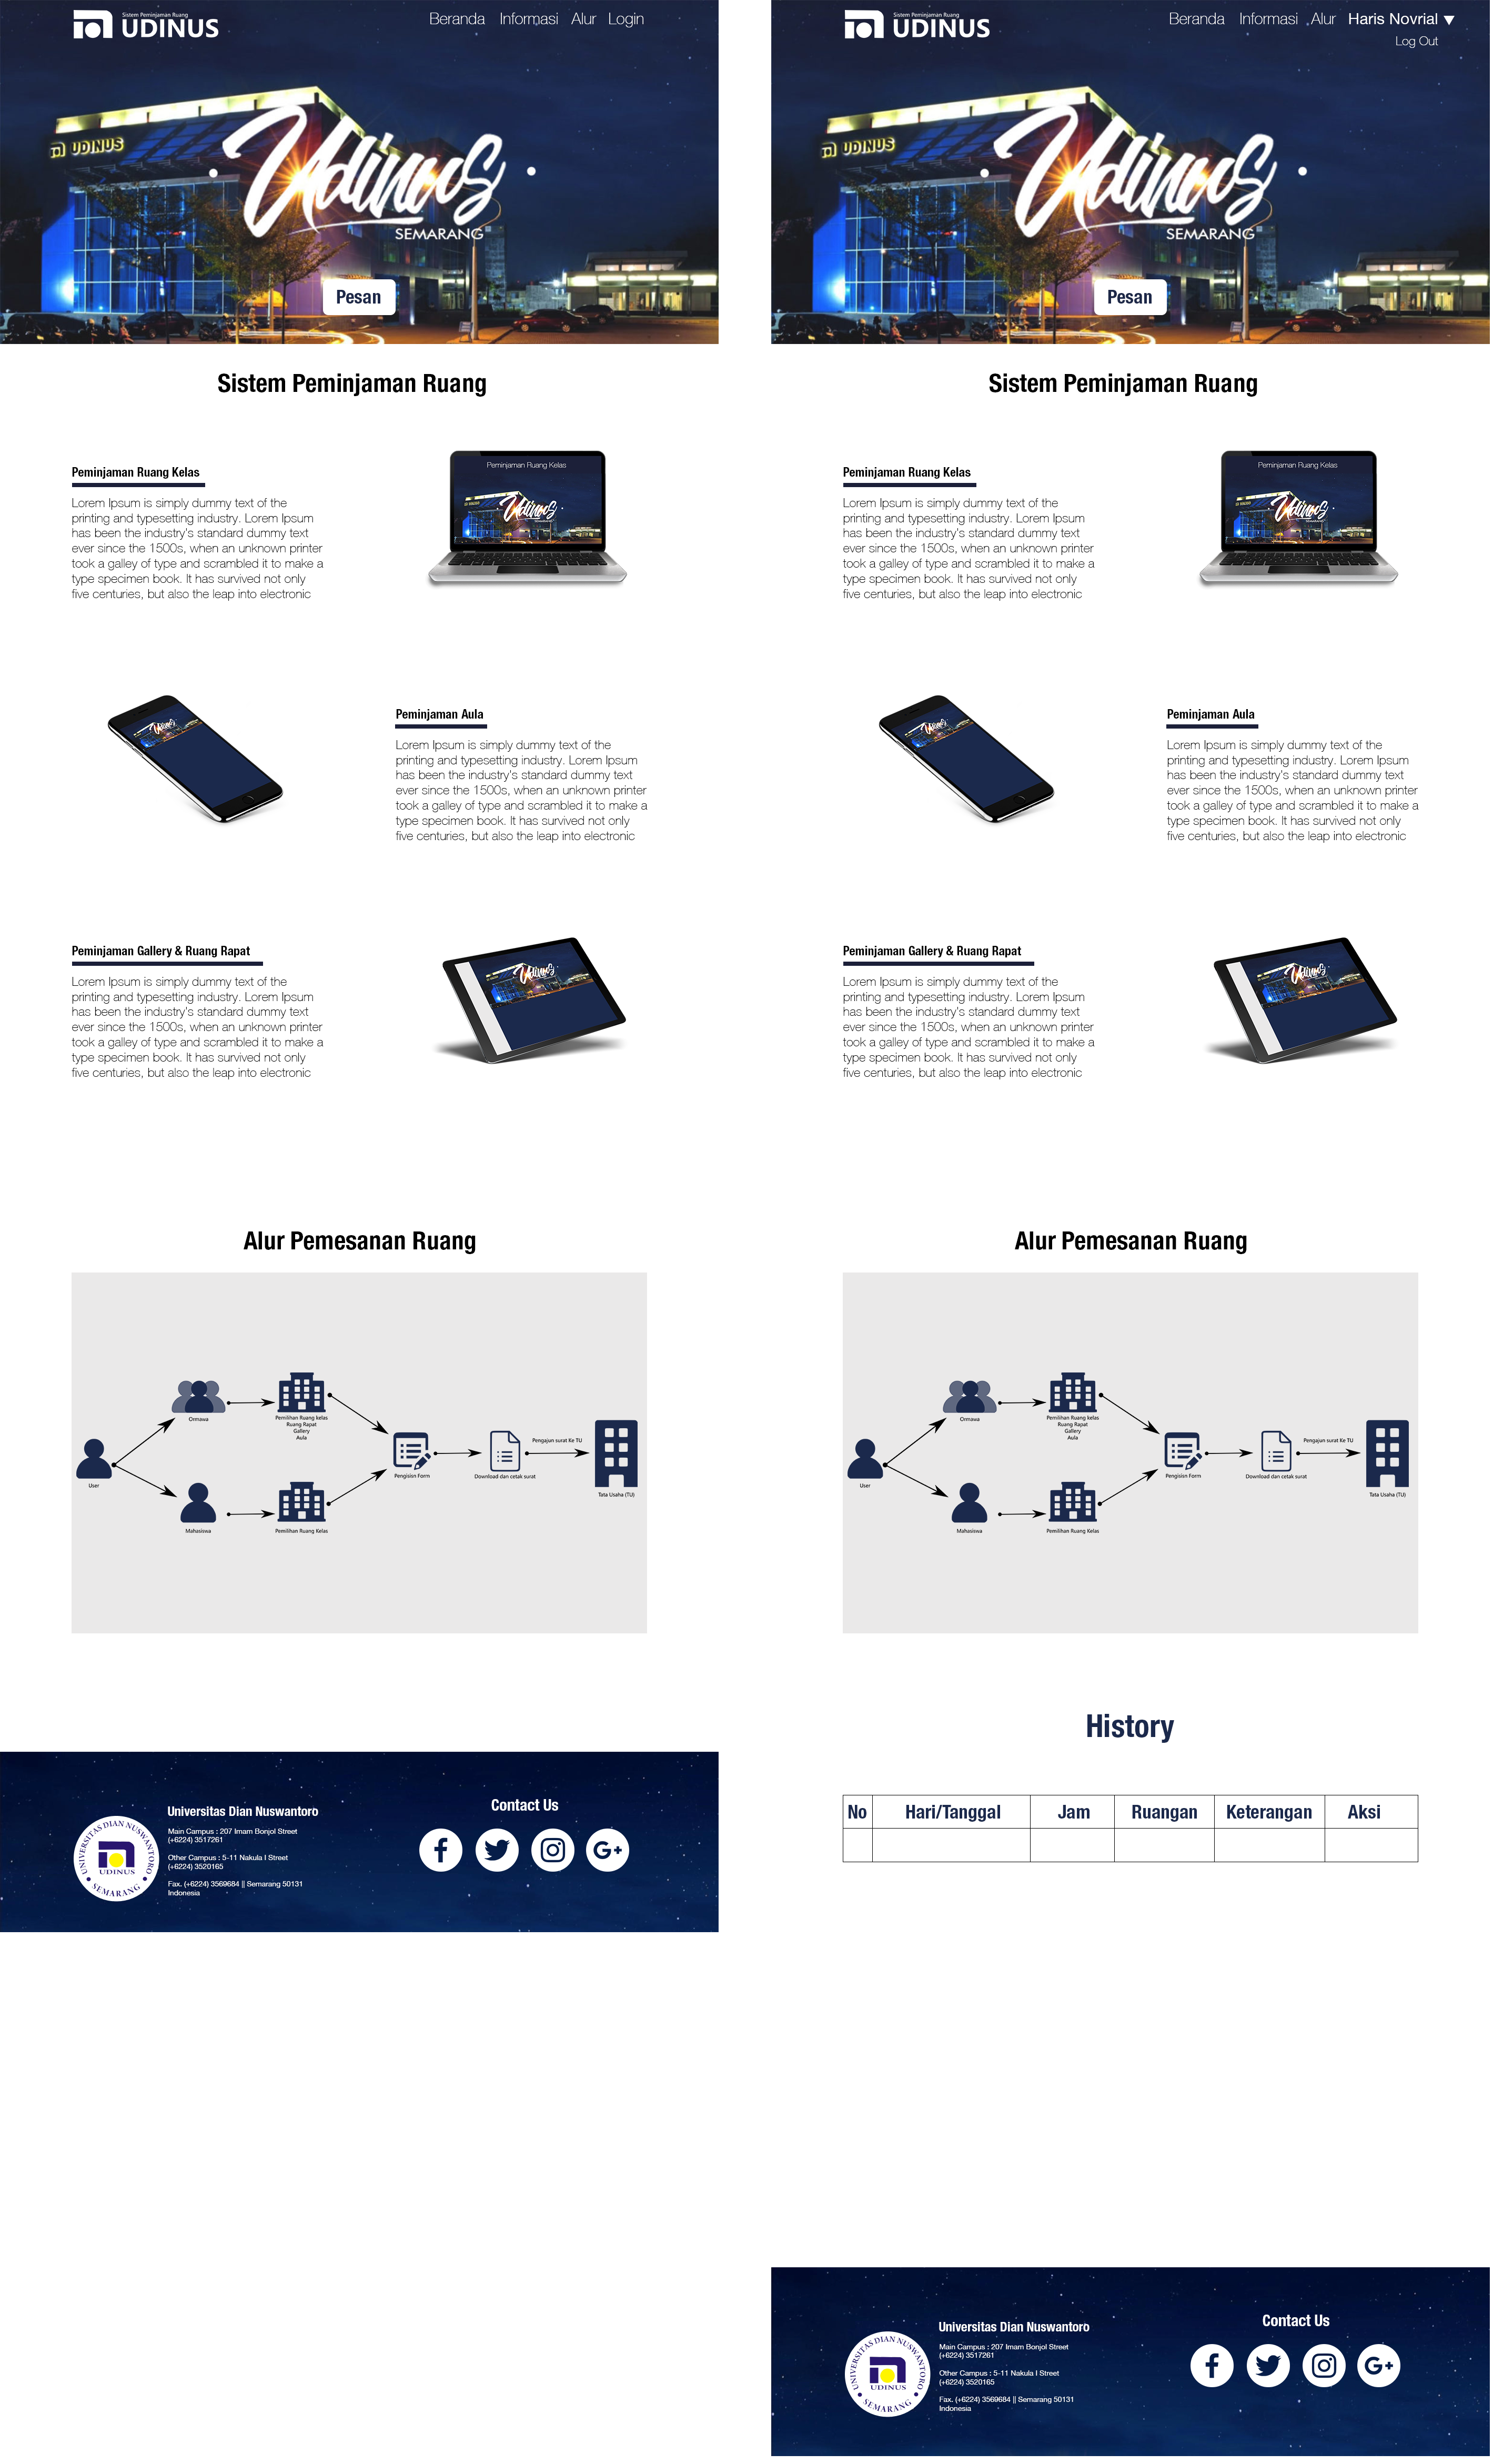 Sistem Peminjaman Ruang
UDINUS
Beranda Informasi Alur Login
UDINUS
Udinus
SEMARANG
Pesan
Sistem Peminjaman Ruang
Peminjaman Ruang Kelas
Lorem Ipsum is simply dummy text of the
printing and typesetting industry. Lorem Ipsum
has been the industry's standard dummy text
ever since the 1500s, when an unknown printer
took a galley of type and scrambled it to make a
type specimen book. It has survived not only
five centuries, but also the leap into electronic
Peminjaman Ruang Kelas
Udinus
SEMARANG
Udinus
Peminjaman Aula
Lorem Ipsum is simply dummy text of the
printing and typesetting industry. Lorem Ipsum
has been the industry's standard dummy text
ever since the 1500s, when an unknown printer
took a galley of type and scrambled it to make a
type specimen book. It has survived not only
five centuries, but also the leap into electronic
Peminjaman Gallery & Ruang Rapat
Lorem Ipsum is simply dummy text of the
printing and typesetting industry. Lorem Ipsum
has been the industry's standard dummy text
ever since the 1500s, when an unknown printer
took a galley of type and scrambled it to make a
type specimen book. It has survived not only
five centuries, but also the leap into electronic
Udinus
Alur Pemesanan Ruang
User
Ormawa
Mahasiswa
Pemilihan Ruang kelas
Ruang Rapat
Gallery
Aula
Pemilihan Ruang Kelas
Pengisisn Form
Download dan cetak surat
Pengajun surat Ke TU
Tata Usaha (TU)
UNIVERSITAS DIAN NUSWANTORO
UDINUS
SEMARANG
Universitas Dian Nuswantoro
Main Campus : 207 Imam Bonjol Street
(+6224) 3517261
Other Campus : 5-11 Nakula I Street
(+6224) 3520165
Fax. (+6224) 3569684 || Semarang 50131
Indonesia
Contact Us
G+
Sistem Peminjaman Ruang
UDINUS
Beranda Informasi Alur Haris Novrial
Log Out
UDINUS
Udinus
SEMARANG
Pesan
Sistem Peminjaman Ruang
Peminjaman Ruang Kelas
Lorem Ipsum is simply dummy text of the
printing and typesetting industry. Lorem Ipsum
has been the industry's standard dummy text
ever since the 1500s, when an unknown printer
took a galley of type and scrambled it to make a
type specimen book. It has survived not only
five centuries, but also the leap into electronic
Peminjaman Ruang Kelas
Udinus
SEMARANG
Udinus
Peminjaman Aula
Lorem Ipsum is simply dummy text of the
printing and typesetting industry. Lorem Ipsum
has been the industry's standard dummy text
ever since the 1500s, when an unknown printer
took a galley of type and scrambled it to make a
type specimen book. It has survived not only
five centuries, but also the leap into electronic
Peminjaman Gallery & Ruang Rapat
Lorem Ipsum is simply dummy text of the
printing and typesetting industry. Lorem Ipsum
has been the industry's standard dummy text
ever since the 1500s, when an unknown printer
took a galley of type and scrambled it to make a
type specimen book. It has survived not only
five centuries, but also the leap into electronic
Udinus
Alur Pemesanan Ruang
User
Ormawa
Mahasiswa
Pemilihan Ruang kelas
Ruang Rapat
Gallery
Aula
Pemilihan Ruang Kelas
Pengisisn Form
Download dan cetak surat
Pengajun surat Ke TU
Tata Usaha (TU)
History
No Hari/Tanggal Jam Ruangan Keterangan Aksi
UNIVERSITAS DIAN NUSWANTORO
UDINUS
SEMARANG
Universitas Dian Nuswantoro
Main Campus : 207 Imam Bonjol Street
(+6224) 3517261
Other Campus : 5-11 Nakula I Street
(+6224) 3520165
Fax. (+6224) 3569684 || Semarang 50131
Indonesia
Contact Us
G+